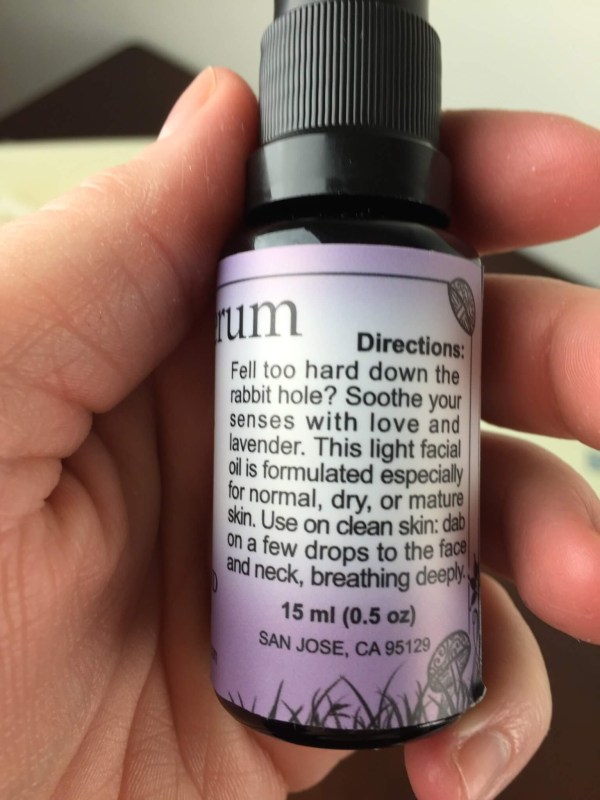 rum
Directions:
Fell too hard down the
rabbit hole? Soothe your
senses with love and
lavender. This light facial
oil is formulated especially
for normal, dry, or mature
skin. Use on clean skin: dab
on a few drops to the face
and neck, breathing deeply.
15 ml (0.5 oz)
SAN JOSE, CA 95129